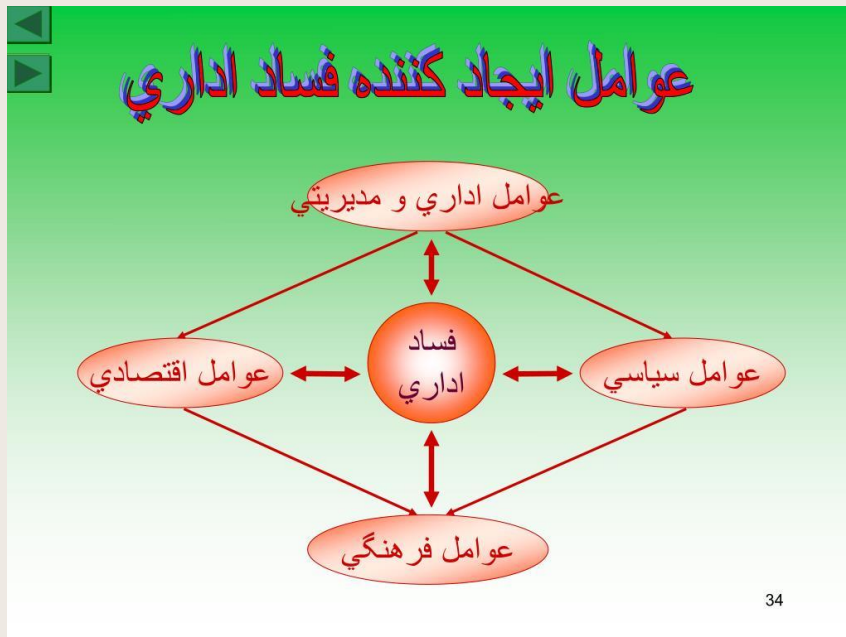 عوامل ايجاد كننده فساد اداري
عوامل اداري و مديريتي
فساد
اداري
عوامل سياسي
عوامل اقتصادي
عوامل فرهنگي
34